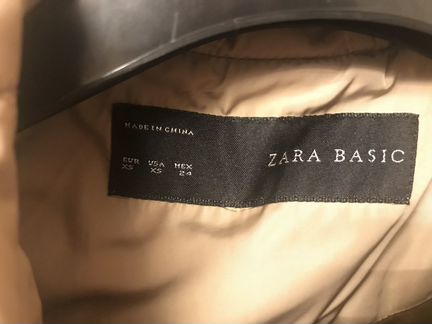 MADE IN CHINA
EUR USA MEX
XS XS 24
ZARA BASIC